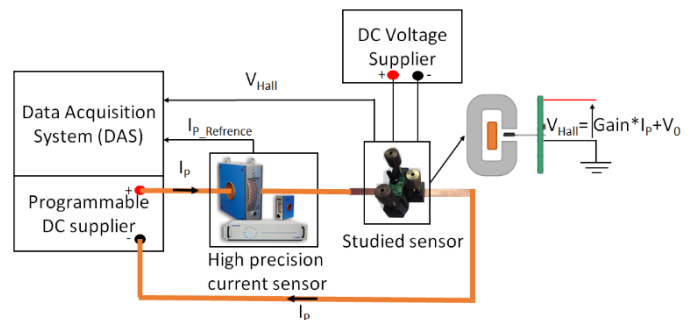 DC Voltage
Supplier
+ -
V_Hall
Data Acquisition
System (DAS)
I_P_Refrence
I_P
V_Hall=Gain*I_P+V_0
Programmable
DC supplier
+
-
Studied sensor
High precision
current sensor
I_P